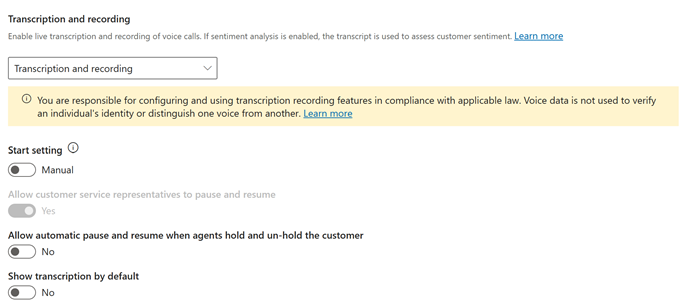 Transcription and recording
Enable live transcription and recording of voice calls. If sentiment analysis is enabled, the transcript is used to assess customer sentiment. Learn more
Transcription and recording
You are responsible for configuring and using transcription recording features in compliance with applicable law. Voice data is not used to verify
an individual's identity or distinguish one voice from another. Learn more
Start setting
Manual
Allow customer service representatives to pause and resume
Yes
Allow automatic pause and resume when agents hold and un-hold the customer
No
Show transcription by default
No